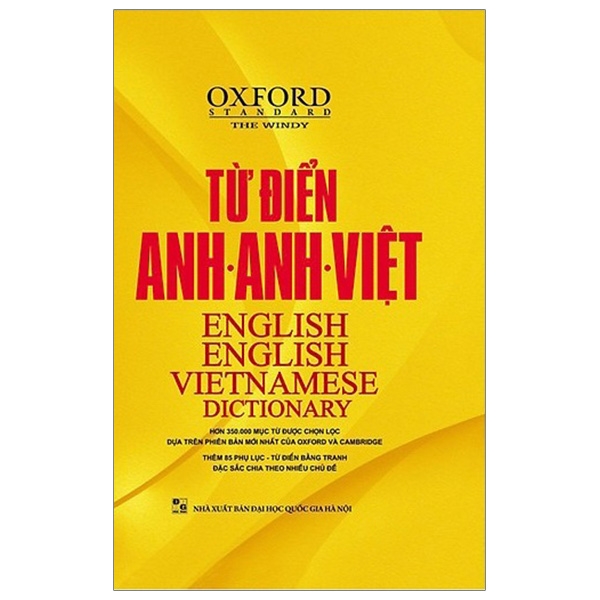 OXFORD
STANDARD
THE WINDY
TỪ ĐIỂN
ANH·ANH·VIỆT
ENGLISH
ENGLISH
VIETNAMESE
DICTIONARY
HƠN 350.000 MỤC TỪ ĐƯỢC CHỌN LỌC
DỰA TRÊN PHIÊN BẢN MỚI NHẤT CỦA OXFORD VÀ CAMBRIDGE
THÊM 85 PHỤ LỤC - TỪ ĐIỂN BẰNG TRANH
ĐẶC SẮC CHIA THEO NHIỀU CHỦ ĐỀ
NHÀ XUẤT BẢN ĐẠI HỌC QUỐC GIA HÀ NỘI